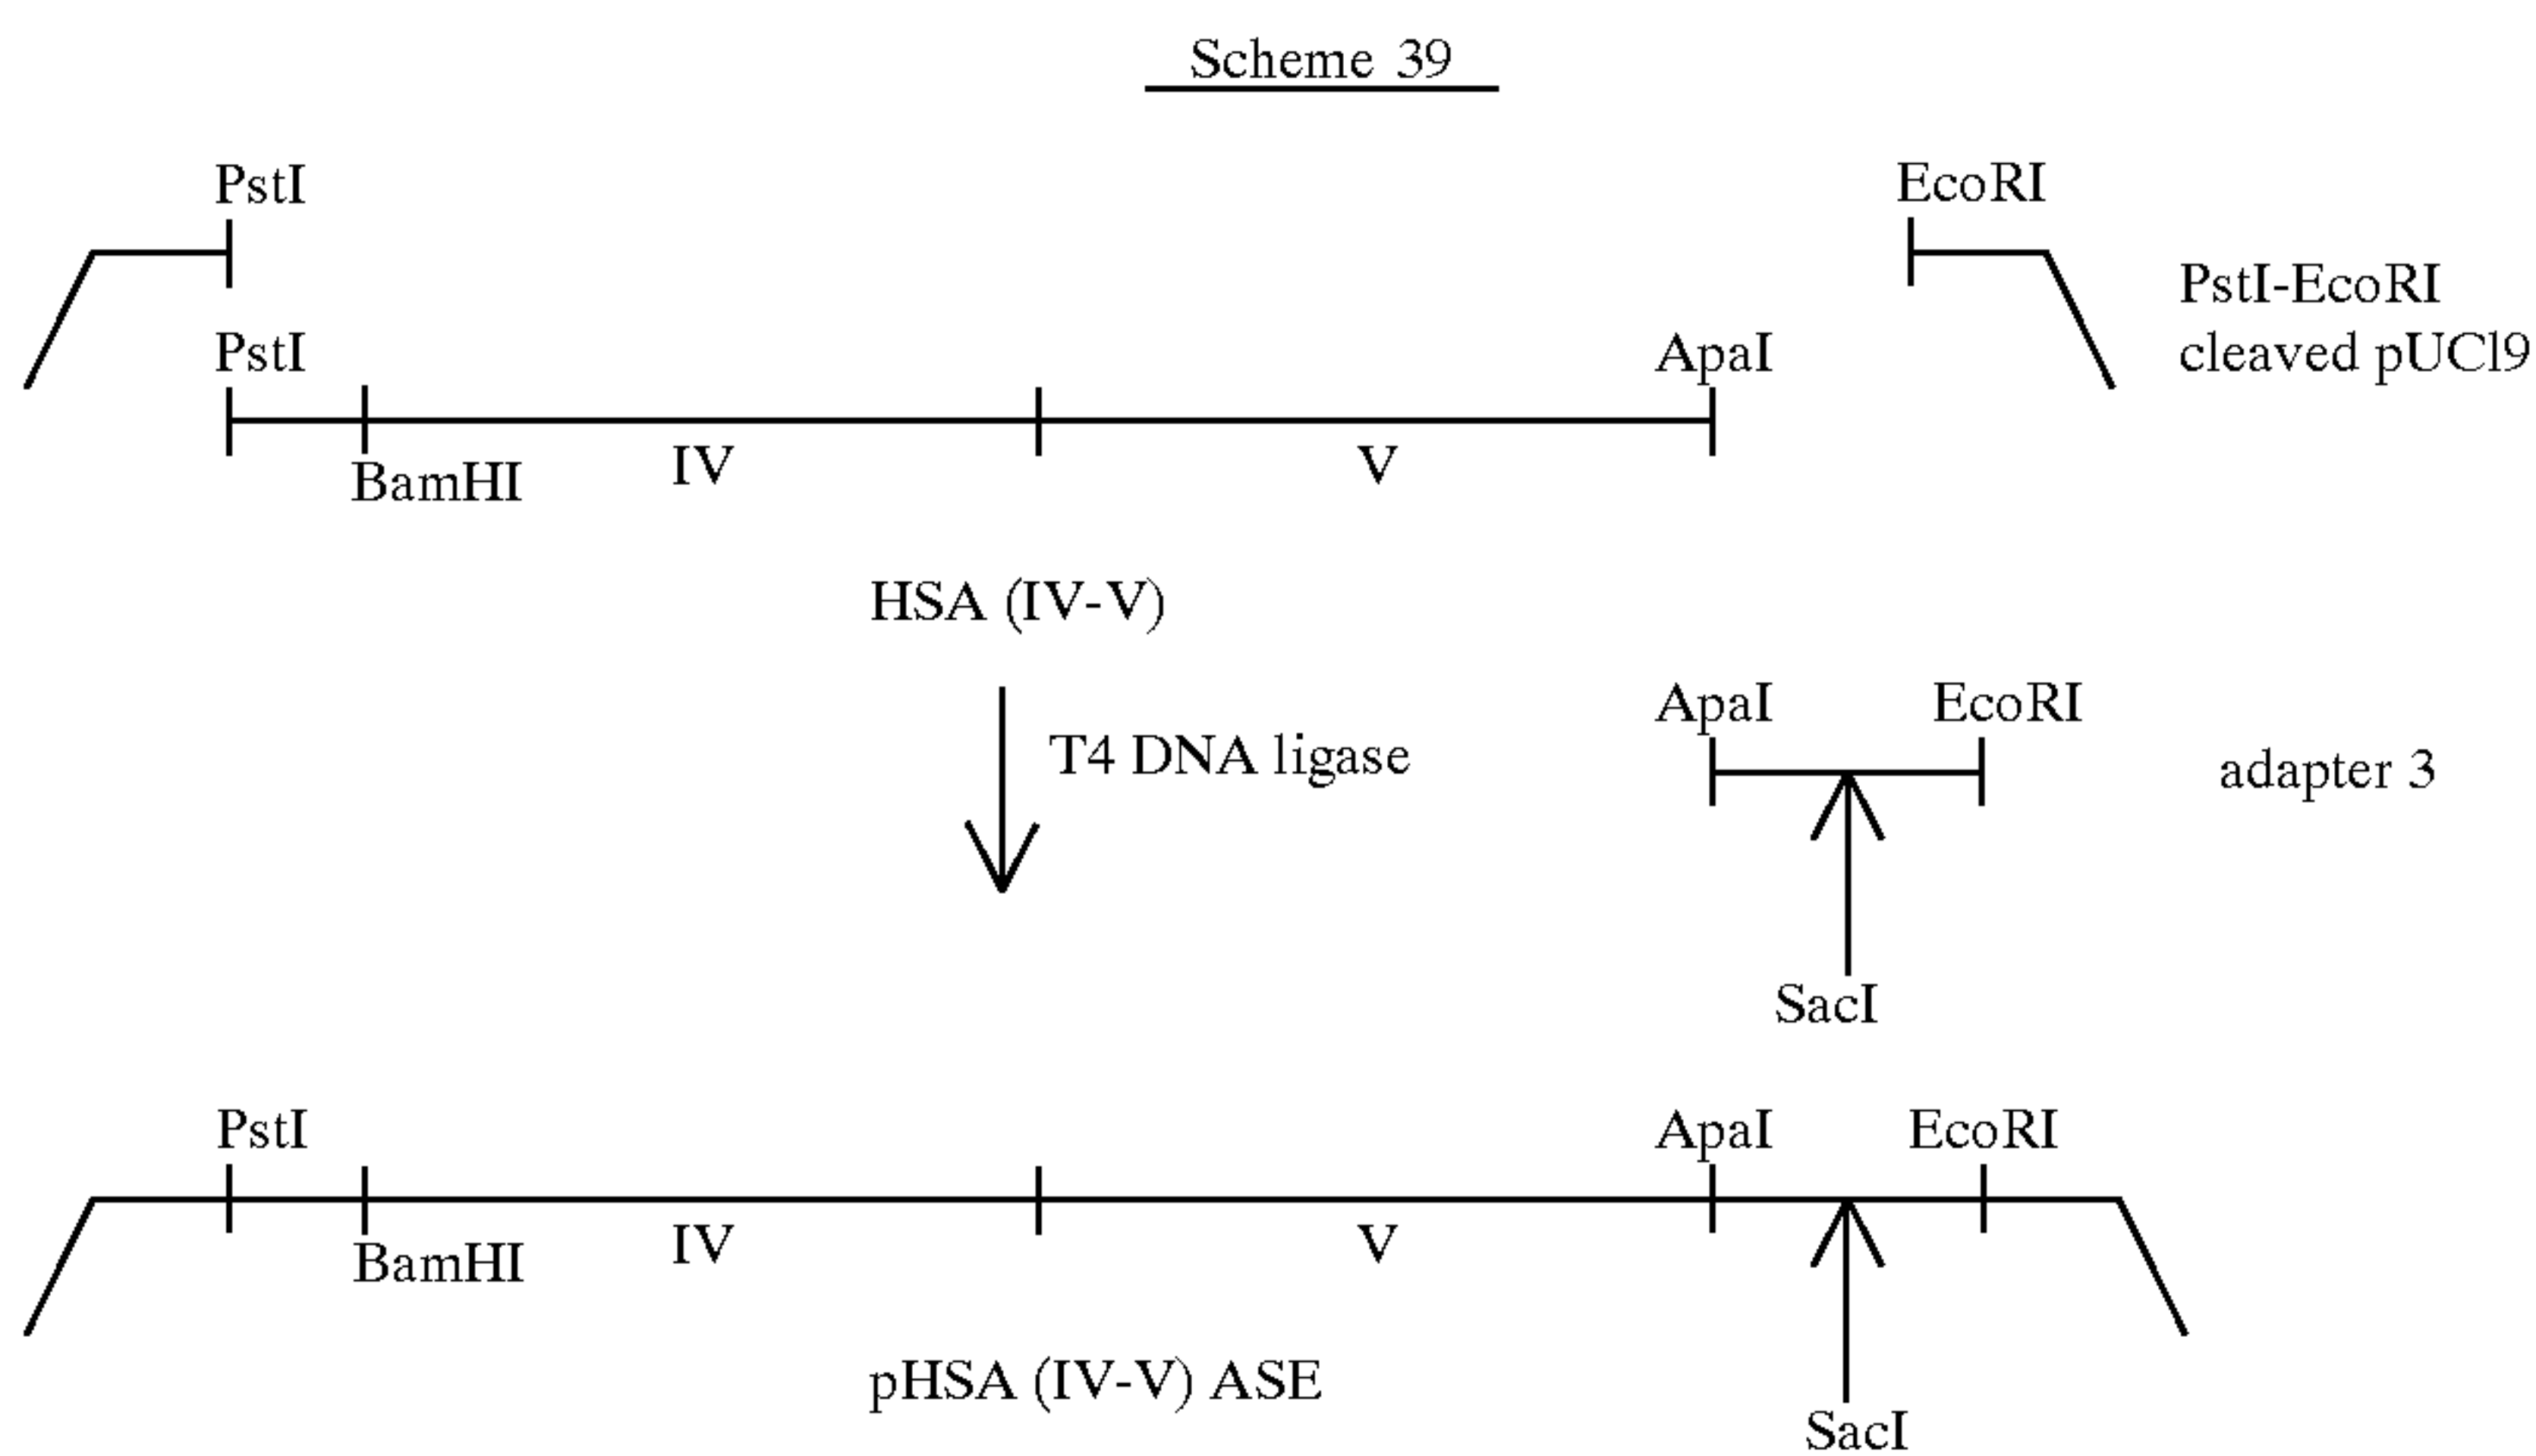 Scheme 39
PstI
EcoRI
PstI-EcoRI
cleaved pUCl9
PstI
ApaI
BamHI
IV
V
HSA (IV-V)
T4 DNA ligase
ApaI
EcoRI
adapter 3
SacI
PstI
ApaI
EcoRI
BamHI
IV
V
pHSA (IV-V) ASE
SacI